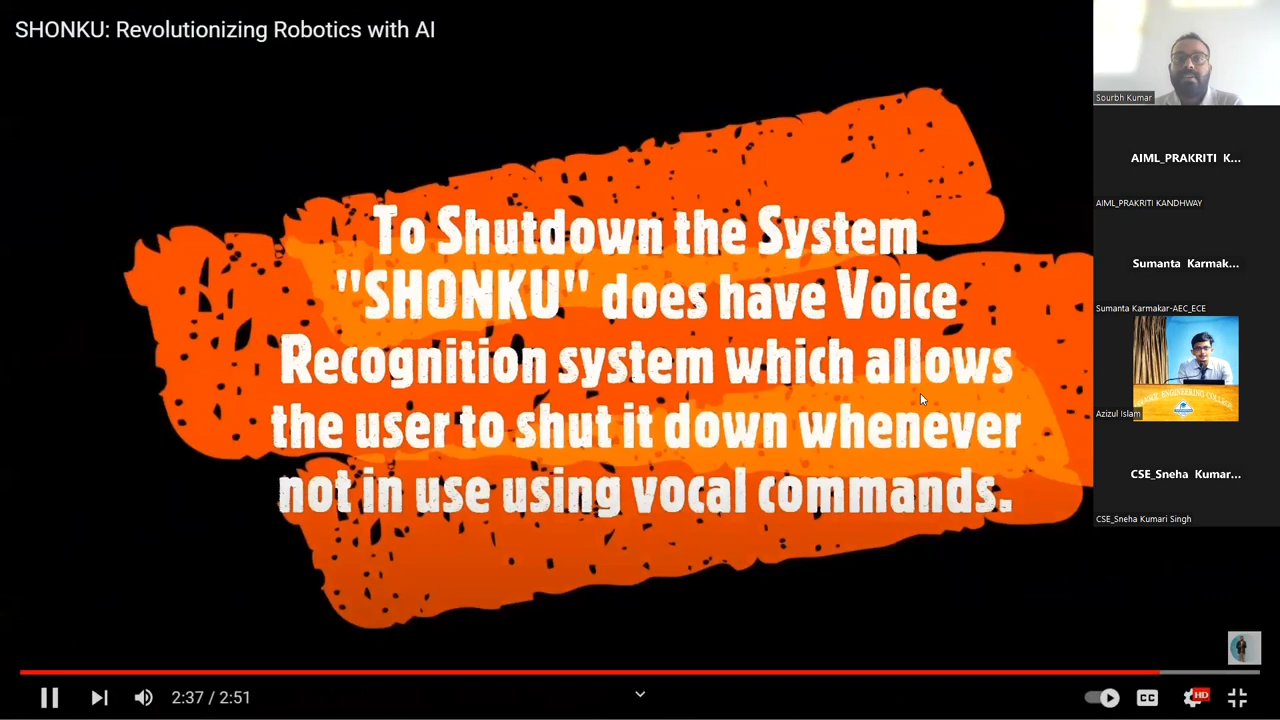 SHONKU: Revolutionizing Robotics with AI
To Shutdown the System
"SHONKU" does have Voice
Recognition system which allows
the user to shut it down whenever
not in use using vocal commands.
Sourbh Kumar
AIML_PRAKRITI K...
AIML_PRAKRITI KANDHWAY
Sumanta Karmak...
Sumanta Karmakar-AEC_ECE
Azizul Islam
CSE_Sneha Kumar...
CSE_Sneha Kumari Singh
2:37 / 2:51
CC
HD